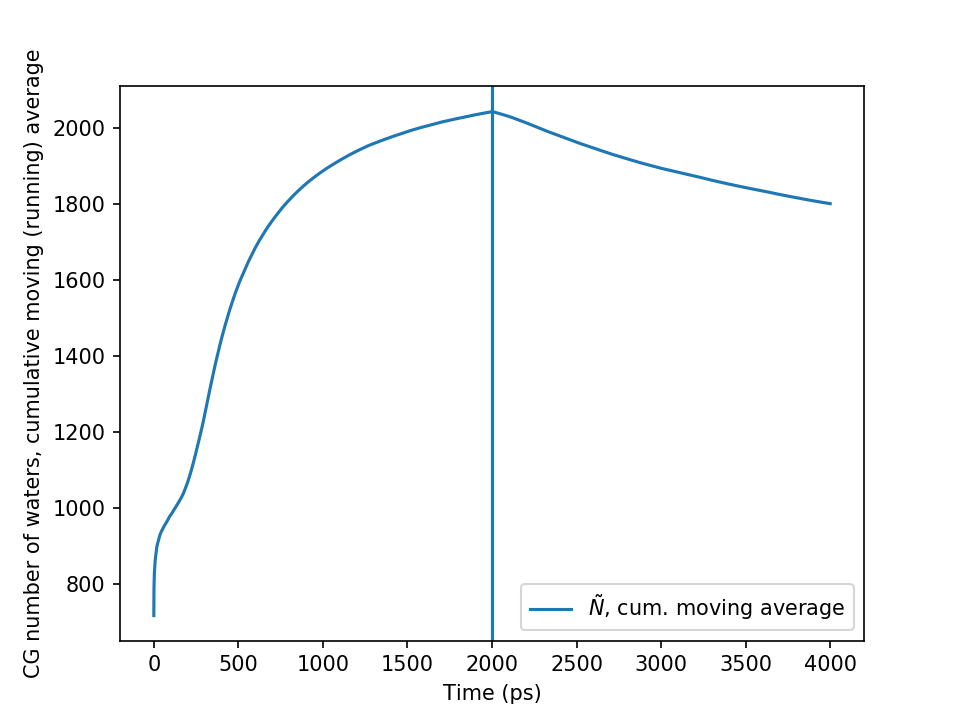 CG number of waters, cumulative moving (running) average
2000
1800
1600
1400
1200
1000
800
Ñ, cum. moving average
0 500 1000 1500 2000 2500 3000 3500 4000
Time (ps)